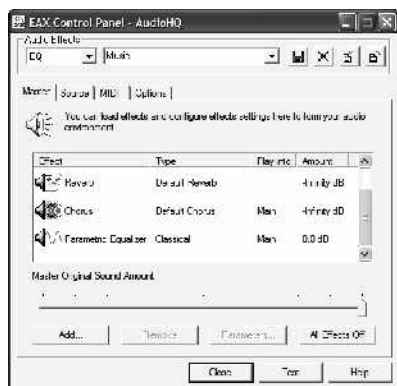 EAX Control Panel - AudioHQ
Audio Effects
EQ Music
Master Source MIDI Options
You can load effects and configure effects settings here to form your audio
environment.
Effect Type Play into Amount
Reverb Default Reverb -Infinity dB
Chorus Default Chorus Main -Infinity dB
Parametric Equalizer Classical Main 0.0 dB
Master Original Sound Amount
Add... Remove Parameters... All Effects Off
Close Test Help